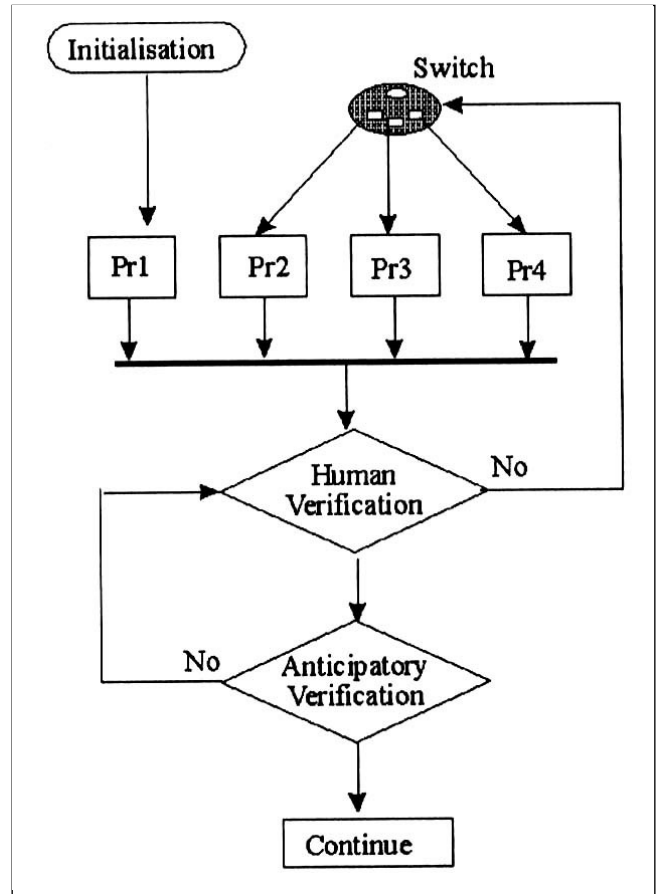 Initialisation
Switch
Pr1
Pr2
Pr3
Pr4
Human
Verification
No
Anticipatory
Verification
No
Continue